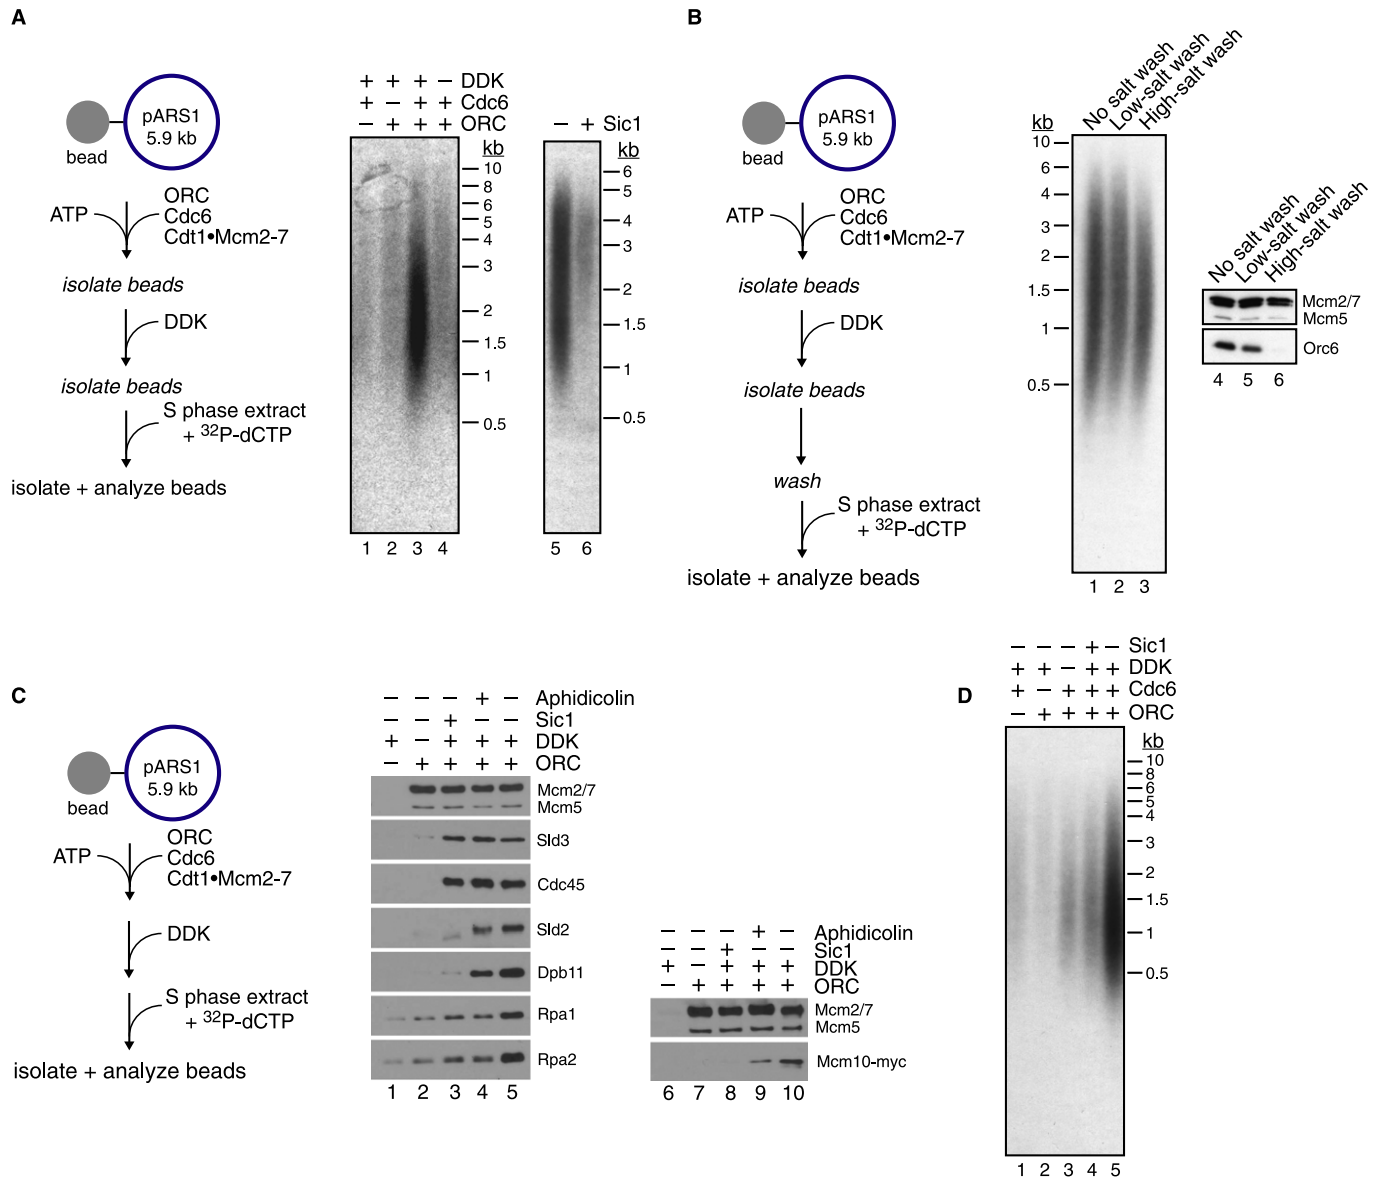 A
pARS1
5.9 kb
bead
ATP
ORC
Cdc6
Cdt1•Mcm2-7
isolate beads
DDK
isolate beads
S phase extract
+ 32P-dCTP
isolate + analyze beads
+ + + – DDK
+ – + + Cdc6
– + + + ORC
kb
10
8
6
5
4
3
2
1.5
1
0.5
1 2 3 4
– + Sic1
kb
6
5
4
3
2
1.5
1
0.5
5 6
B
pARS1
5.9 kb
bead
ATP
ORC
Cdc6
Cdt1•Mcm2-7
isolate beads
DDK
isolate beads
wash
S phase extract
+ 32P-dCTP
isolate + analyze beads
No salt wash
Low-salt wash
High-salt wash
kb
10
6
4
3
2
1.5
1
0.5
1 2 3
No salt wash
Low-salt wash
High-salt wash
Mcm2/7
Mcm5
Orc6
4 5 6
C
pARS1
5.9 kb
bead
ATP
ORC
Cdc6
Cdt1•Mcm2-7
DDK
S phase extract
+ 32P-dCTP
isolate + analyze beads
– – – + – Aphidicolin
– – + – – Sic1
+ – + + + DDK
– + + + + ORC
Mcm2/7
Mcm5
Sld3
Cdc45
Sld2
Dpb11
Rpa1
Rpa2
1 2 3 4 5
– – – + – Aphidicolin
– – + – – Sic1
+ – + + + DDK
– + + + + ORC
Mcm2/7
Mcm5
Mcm10-myc
6 7 8 9 10
D
– – – + – Sic1
+ + – + + DDK
+ – + + + Cdc6
– + + + + ORC
kb
10
8
6
5
4
3
2
1.5
1
0.5
1 2 3 4 5